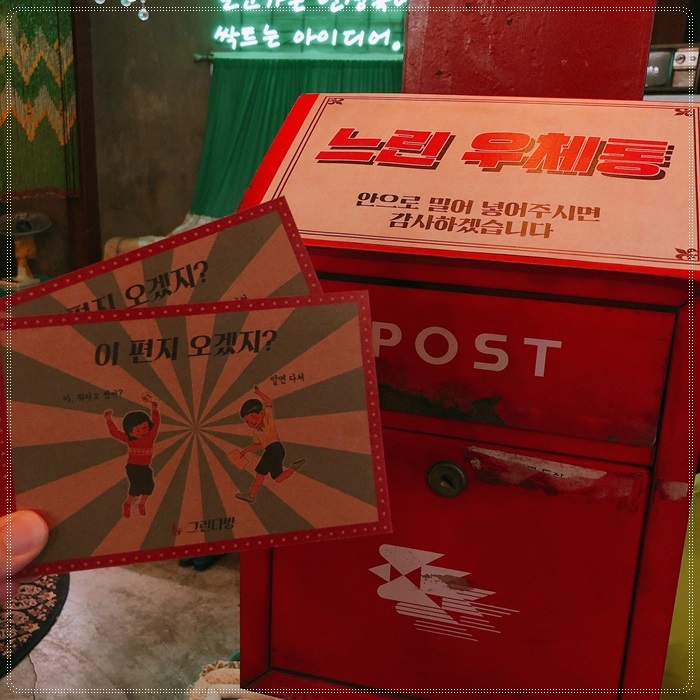 싹트는 아이디어.
느린 우체통
안으로 밀어 넣어주시면
감사하겠습니다
POST
편지 오겠지?
이 편지 오겠지?
그린다방